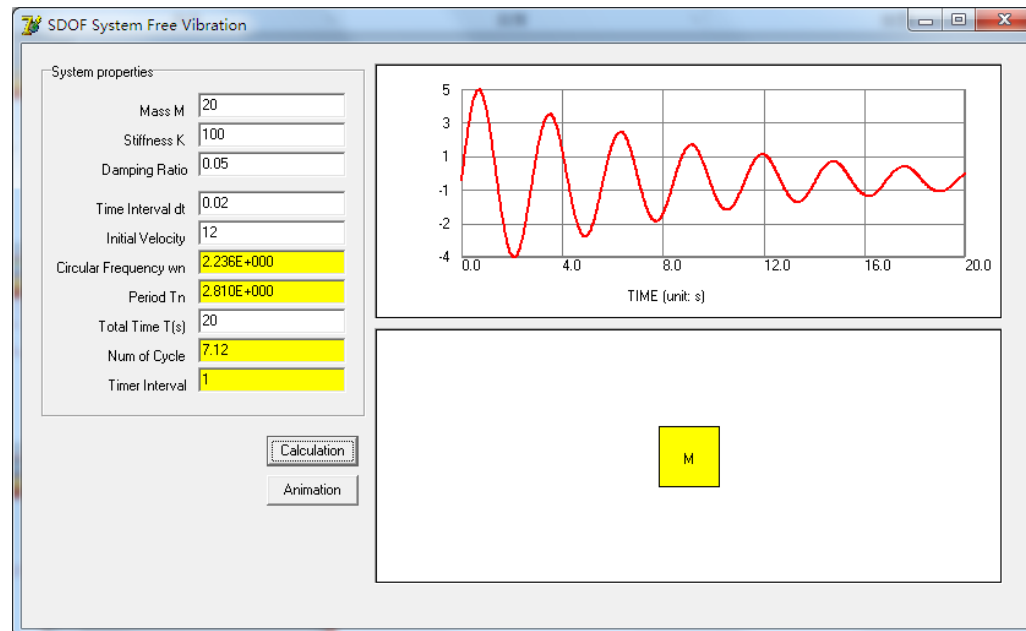 SDOF System Free Vibration
System properties
Mass M 20
Stiffness K 100
Damping Ratio 0.05
Time Interval dt 0.02
Initial Velocity 12
Circular Frequency wn 2.236E+000
Period Tn 2.810E+000
Total Time T(s) 20
Num of Cycle 7.12
Timer Interval 1
Calculation
Animation
5
3
1
-1
-2
-4
0.0 4.0 8.0 12.0 16.0 20.0
TIME (unit: s)
M